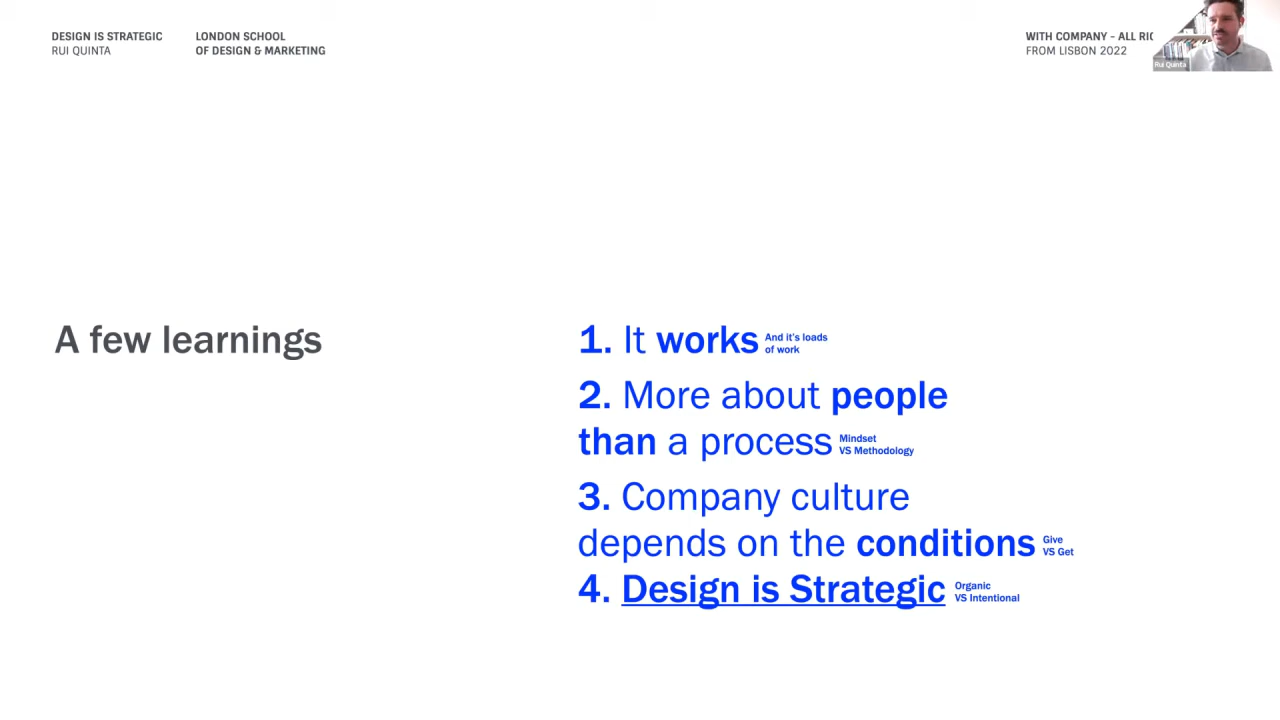 DESIGN IS STRATEGIC
RUI QUINTA
LONDON SCHOOL
OF DESIGN & MARKETING
WITH COMPANY - ALL
FROM LISBON 2022
Rui Quinta
A few learnings
1. It works And it's loads
of work
2. More about people
than a process Mindset
VS Methodology
3. Company culture
depends on the conditions Give
VS Get
4. Design is Strategic Organic
VS Intentional